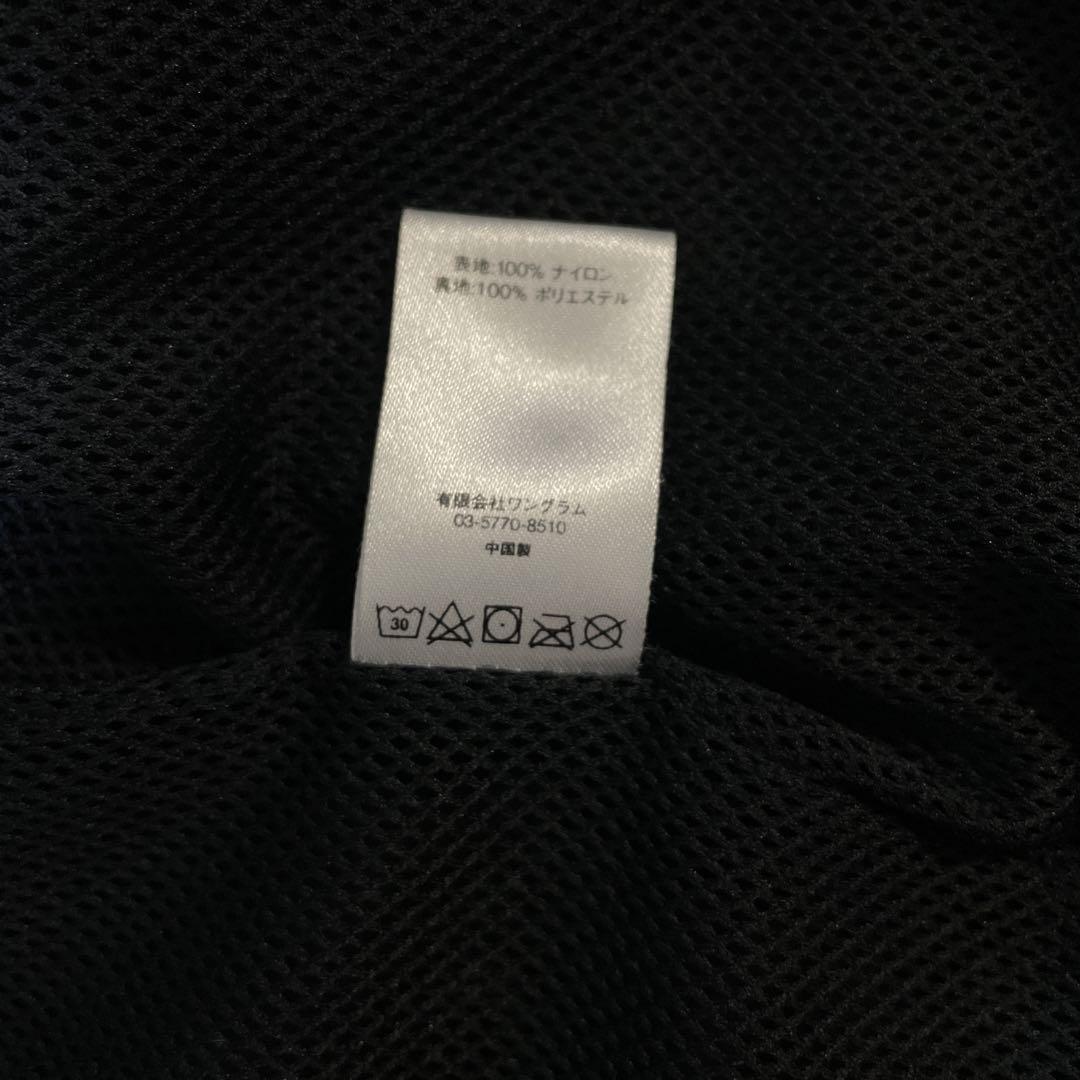 表地:100% ナイロン
裏地:100% ポリエステル
有限会社ワングラム
03-5770-8510
中国製
30